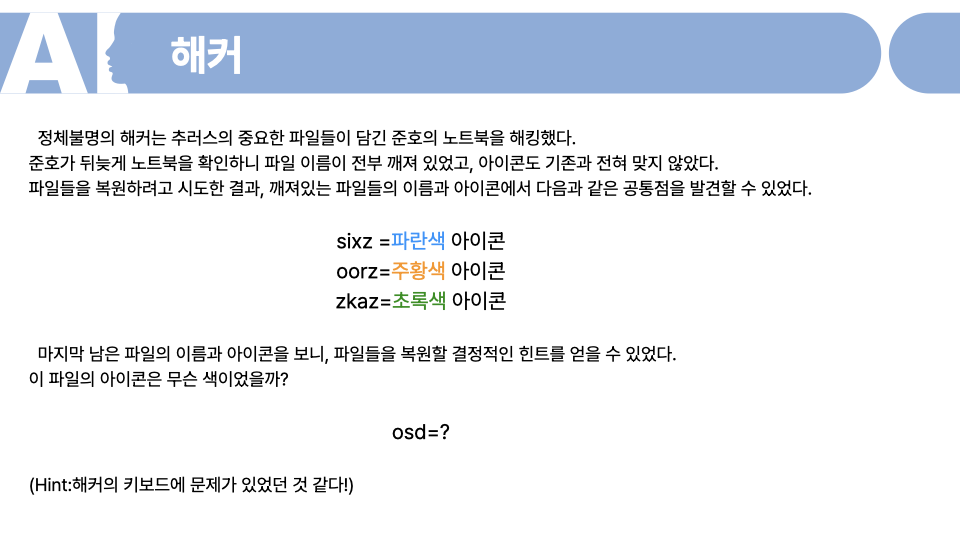 AI
해커
정체불명의 해커는 추러스의 중요한 파일들이 담긴 준호의 노트북을 해킹했다.
준호가 뒤늦게 노트북을 확인하니 파일 이름이 전부 깨져 있었고, 아이콘도 기존과 전혀 맞지 않았다.
파일들을 복원하려고 시도한 결과, 깨져있는 파일들의 이름과 아이콘에서 다음과 같은 공통점을 발견할 수 있었다.
sixz =파란색 아이콘
oorz=주황색 아이콘
zkaz=초록색 아이콘
마지막 남은 파일의 이름과 아이콘을 보니, 파일들을 복원할 결정적인 힌트를 얻을 수 있었다.
이 파일의 아이콘은 무슨 색이었을까?
osd=?
(Hint:해커의 키보드에 문제가 있었던 것 같다!)